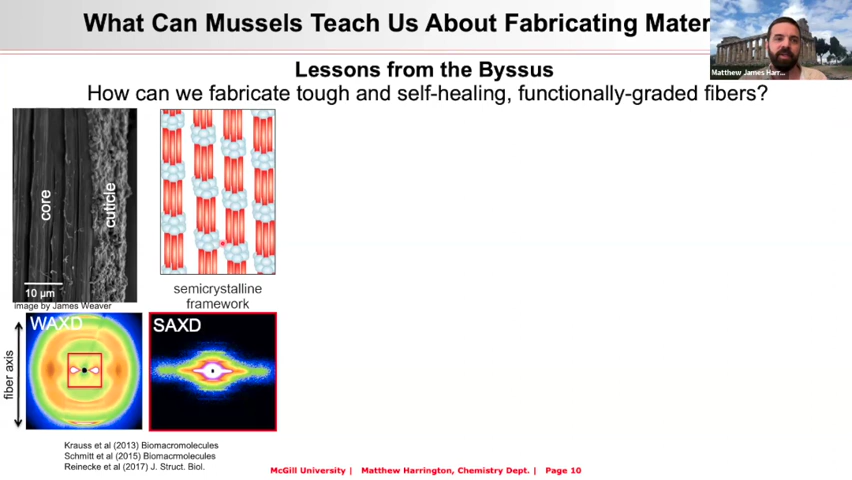 What Can Mussels Teach Us About Fabricating Mater
Matthew James Harr...
Lessons from the Byssus
How can we fabricate tough and self-healing, functionally-graded fibers?
core
cuticle
10 µm
image by James Weaver
semicrystalline
framework
WAXD
SAXD
fiber axis
Krauss et al (2013) Biomacromolecules
Schmitt et al (2015) Biomacrmolecules
Reinecke et al (2017) J. Struct. Biol.
McGill University | Matthew Harrington, Chemistry Dept. | Page 10